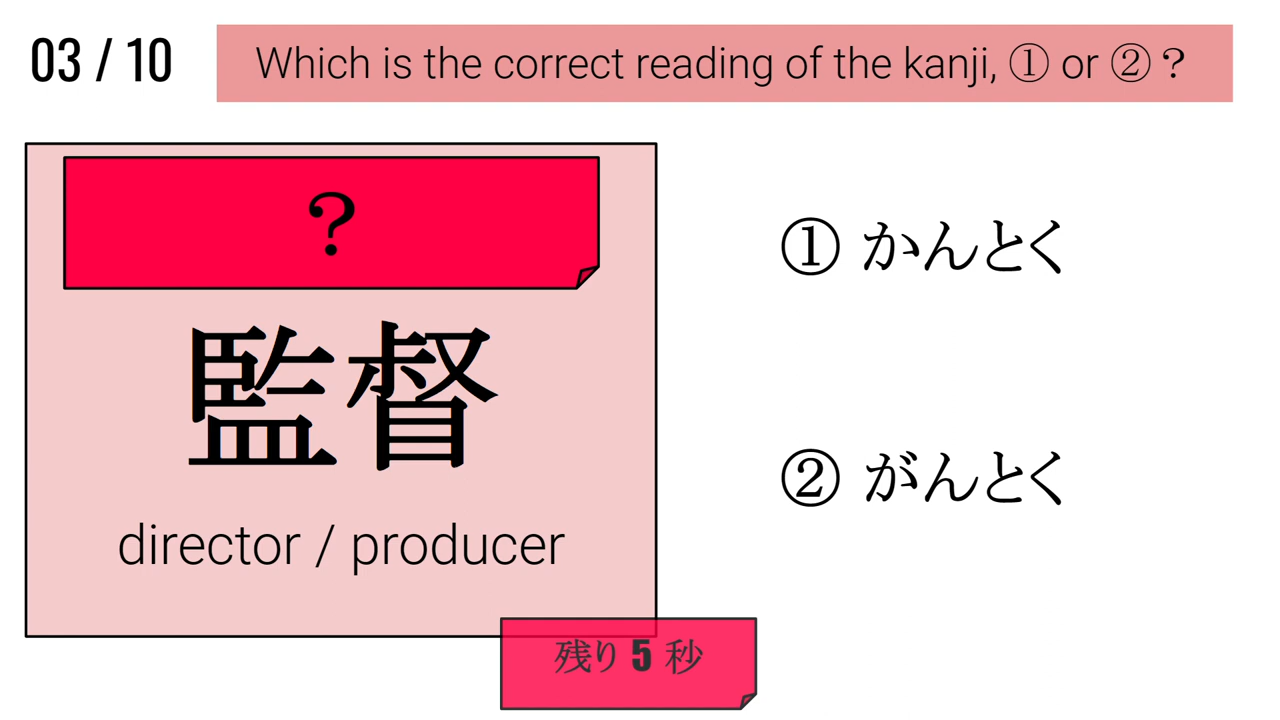 03 / 10
Which is the correct reading of the kanji, ① or ②？
？
監督
director / producer
① かんとく
② がんとく
残り 5 秒